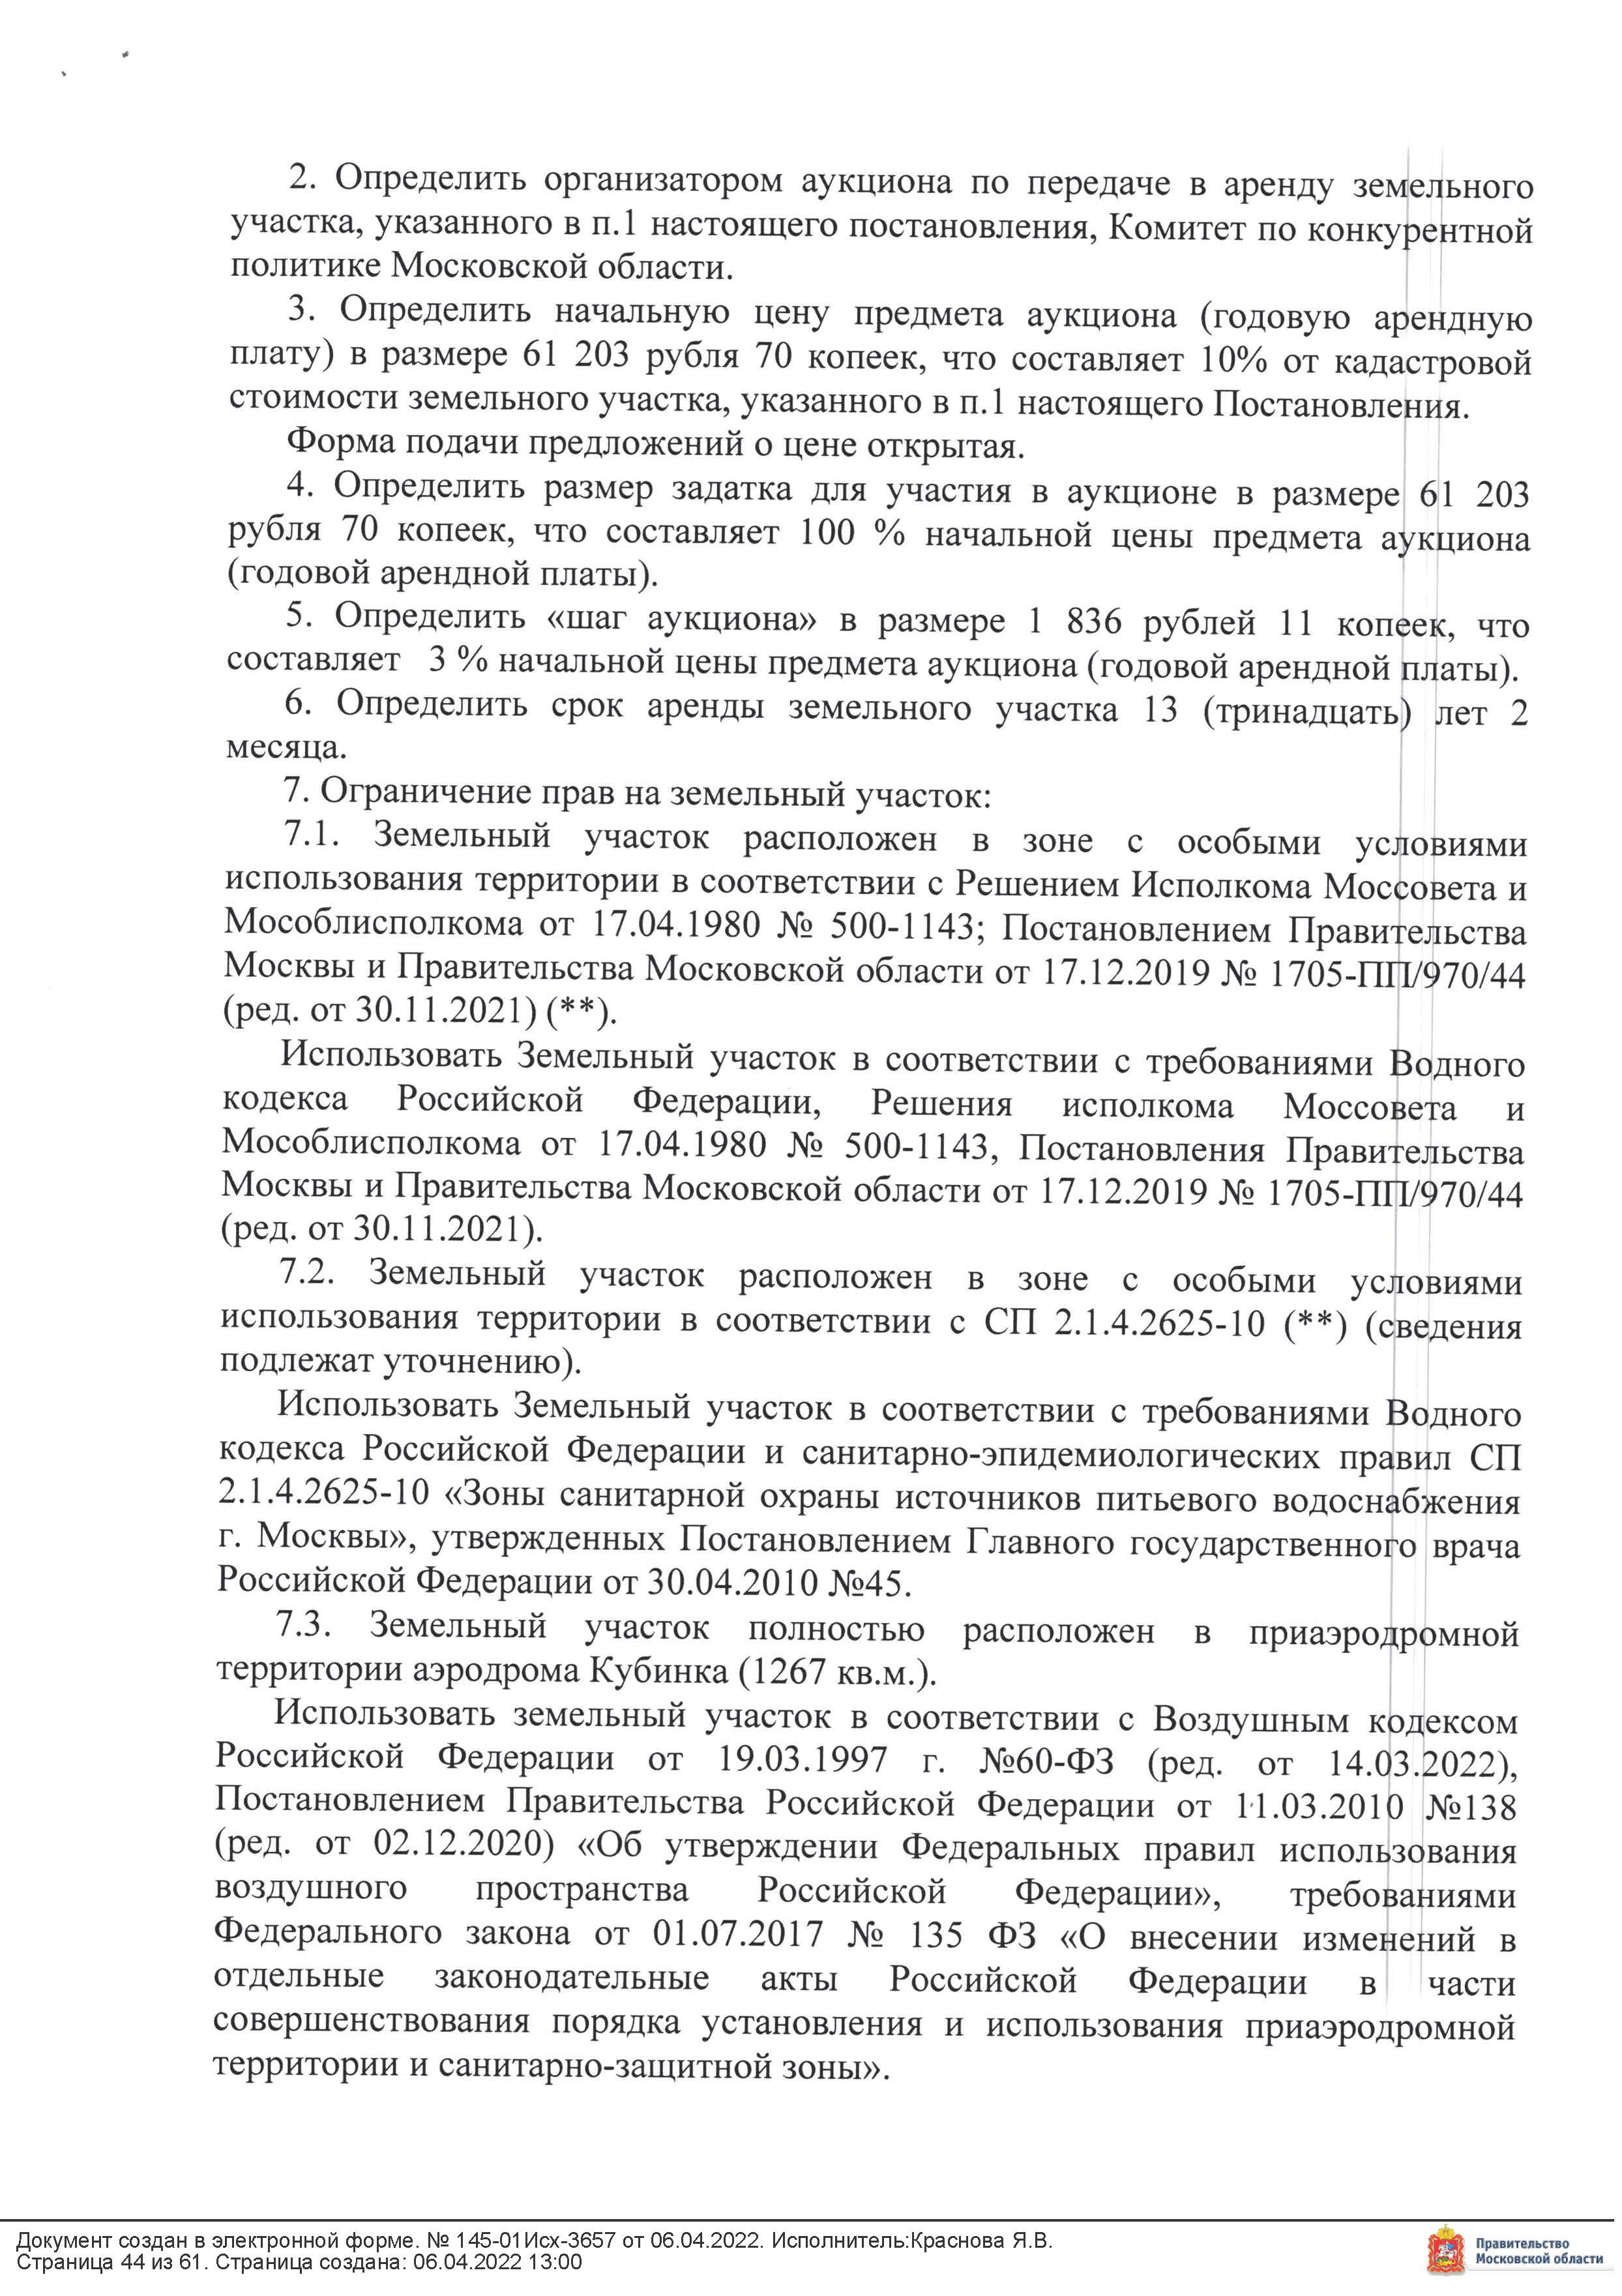 2. Определить организатором аукциона по передаче в аренду земельного
участка, указанного в п.1 настоящего постановления, Комитет по конкурентной
политике Московской области.
3. Определить начальную цену предмета аукциона (годовую арендную
плату) в размере 61 203 рубля 70 копеек, что составляет 10% от кадастровой
стоимости земельного участка, указанного в п.1 настоящего Постановления.
Форма подачи предложений о цене открытая.
4. Определить размер задатка для участия в аукционе в размере 61 203
рубля 70 копеек, что составляет 100 % начальной цены предмета аукциона
(годовой арендной платы).
5. Определить «шаг аукциона» в размере 1 836 рублей 11 копеек, что
составляет 3 % начальной цены предмета аукциона (годовой арендной платы).
6. Определить срок аренды земельного участка 13 (тринадцать) лет 2
месяца.
7. Ограничение прав на земельный участок:
7.1. Земельный участок расположен в зоне с особыми условиями
использования территории в соответствии с Решением Исполкома Моссовета и
Мособлисполкома от 17.04.1980 № 500-1143; Постановлением Правительства
Москвы и Правительства Московской области от 17.12.2019 № 1705-ПП/970/44
(ред. от 30.11.2021) (**).
Использовать Земельный участок в соответствии с требованиями Водного
кодекса Российской Федерации, Решения исполкома Моссовета и
Мособлисполкома от 17.04.1980 № 500-1143, Постановления Правительства
Москвы и Правительства Московской области от 17.12.2019 № 1705-ПП/970/44
(ред. от 30.11.2021).
7.2. Земельный участок расположен в зоне с особыми условиями
использования территории в соответствии с СП 2.1.4.2625-10 (**) (сведения
подлежат уточнению).
Использовать Земельный участок в соответствии с требованиями Водного
кодекса Российской Федерации и санитарно-эпидемиологических правил СП
2.1.4.2625-10 «Зоны санитарной охраны источников питьевого водоснабжения
г. Москвы», утвержденных Постановлением Главного государственного врача
Российской Федерации от 30.04.2010 №45.
7.3. Земельный участок полностью расположен в приаэродромной
территории аэродрома Кубинка (1267 кв.м.).
Использовать земельный участок в соответствии с Воздушным кодексом
Российской Федерации от 19.03.1997 г. №60-ФЗ (ред. от 14.03.2022),
Постановлением Правительства Российской Федерации от 11.03.2010 №138
(ред. от 02.12.2020) «Об утверждении Федеральных правил использования
воздушного пространства Российской Федерации», требованиями
Федерального закона от 01.07.2017 № 135 ФЗ «О внесении изменений в
отдельные законодательные акты Российской Федерации в части
совершенствования порядка установления и использования приаэродромной
территории и санитарно-защитной зоны».
Документ создан в электронной форме. № 145-01Исх-3657 от 06.04.2022. Исполнитель:Краснова Я.В.
Страница 44 из 61. Страница создана: 06.04.2022 13:00
Правительство
Московской области